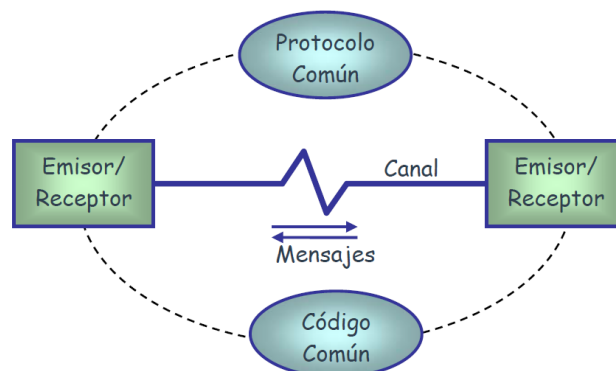 Protocolo
Común
Emisor/
Receptor
Canal
Emisor/
Receptor
Mensajes
Código
Común